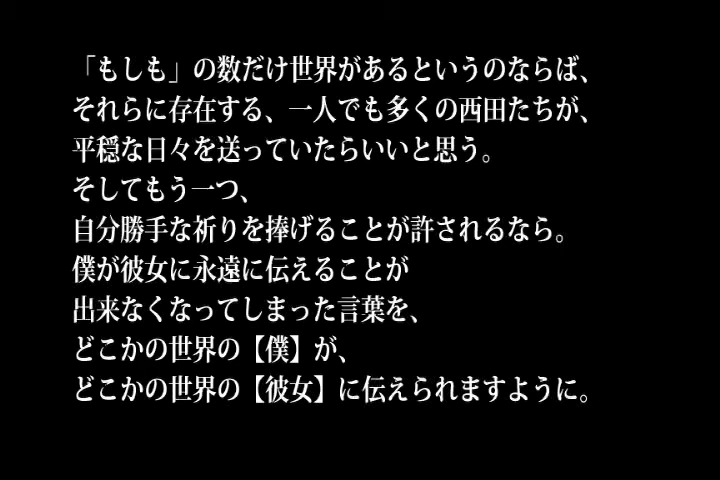 「もしも」の数だけ世界があるというのならば、
それらに存在する、一人でも多くの西田たちが、
平穏な日々を送っていたらいいと思う。
そしてもう一つ、
自分勝手な祈りを捧げることが許されるなら。
僕が彼女に永遠に伝えることが
出来なくなってしまった言葉を、
どこかの世界の【僕】が、
どこかの世界の【彼女】に伝えられますように。